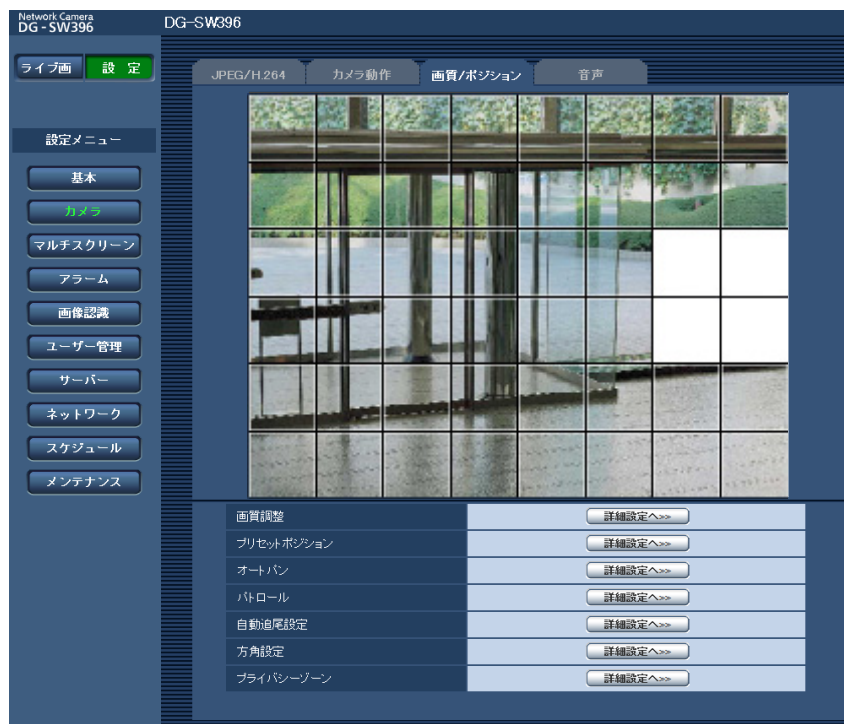 Network Camera
DG-SW396
DG-SW396
ライブ画 設 定
JPEG/H.264 カメラ動作 画質/ポジション 音声
設定メニュー
基本
カメラ
マルチスクリーン
アラーム
画像認識
ユーザー管理
サーバー
ネットワーク
スケジュール
メンテナンス
画質調整 詳細設定へ>>
プリセットポジション 詳細設定へ>>
オートパン 詳細設定へ>>
パトロール 詳細設定へ>>
自動追尾設定 詳細設定へ>>
方角設定 詳細設定へ>>
プライバシーゾーン 詳細設定へ>>